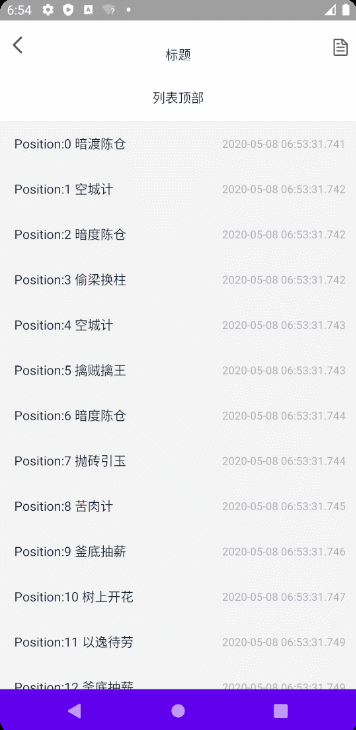 6:54
标题
列表顶部
Position:0 暗渡陈仓 2020-05-08 06:53:31.741
Position:1 空城计 2020-05-08 06:53:31.742
Position:2 暗度陈仓 2020-05-08 06:53:31.742
Position:3 偷梁换柱 2020-05-08 06:53:31.742
Position:4 空城计 2020-05-08 06:53:31.743
Position:5 擒贼擒王 2020-05-08 06:53:31.743
Position:6 暗度陈仓 2020-05-08 06:53:31.744
Position:7 抛砖引玉 2020-05-08 06:53:31.744
Position:8 苦肉计 2020-05-08 06:53:31.745
Position:9 釜底抽薪 2020-05-08 06:53:31.746
Position:10 树上开花 2020-05-08 06:53:31.747
Position:11 以逸待劳 2020-05-08 06:53:31.749
Position:12 釜底抽薪 2020-05-08 06:53:31.749